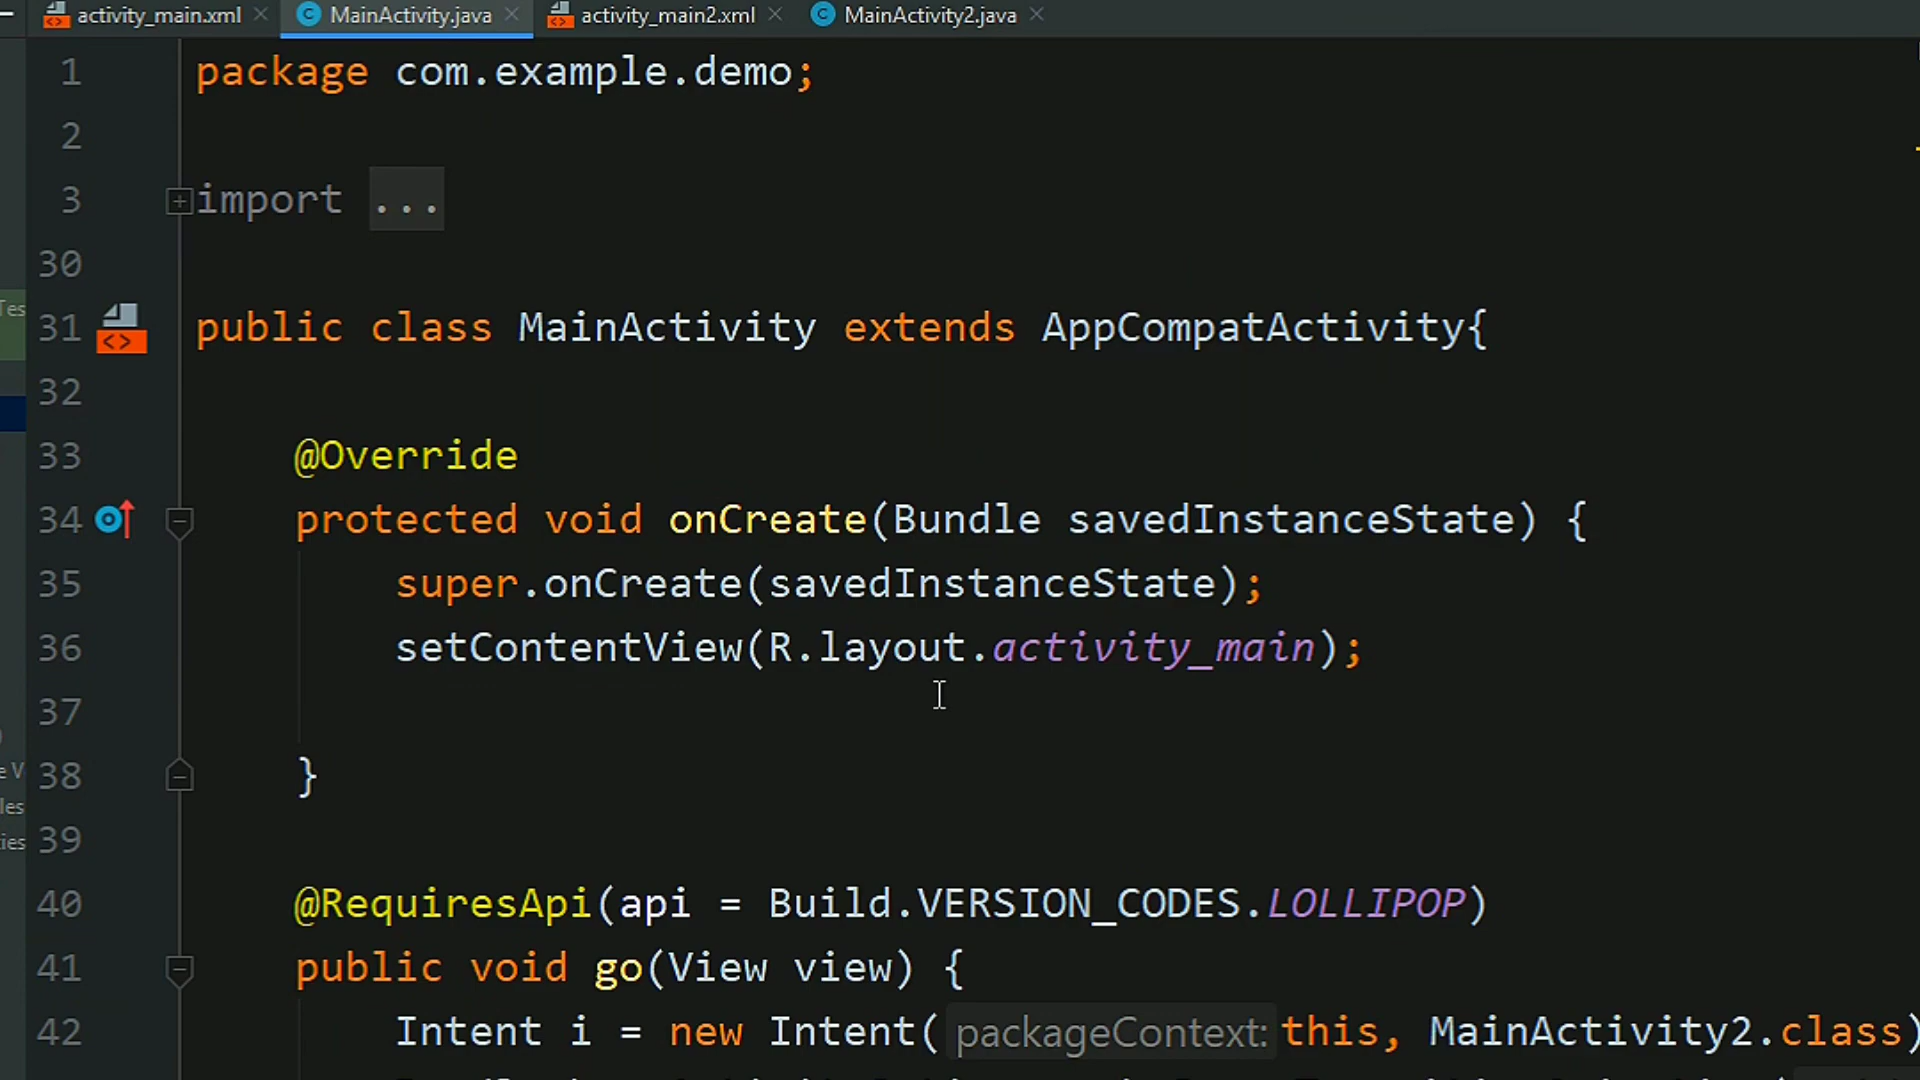 activity_main.xml MainActivity.java activity_main2.xml MainActivity2.java
1 package com.example.demo;
2
3 import ...
30
31 public class MainActivity extends AppCompatActivity{
32
33 @Override
34 protected void onCreate(Bundle savedInstanceState) {
35 super.onCreate(savedInstanceState);
36 setContentView(R.layout.activity_main);
37
38 }
39
40 @RequiresApi(api = Build.VERSION_CODES.LOLLIPOP)
41 public void go(View view) {
42 Intent i = new Intent( packageContext: this, MainActivity2.class)